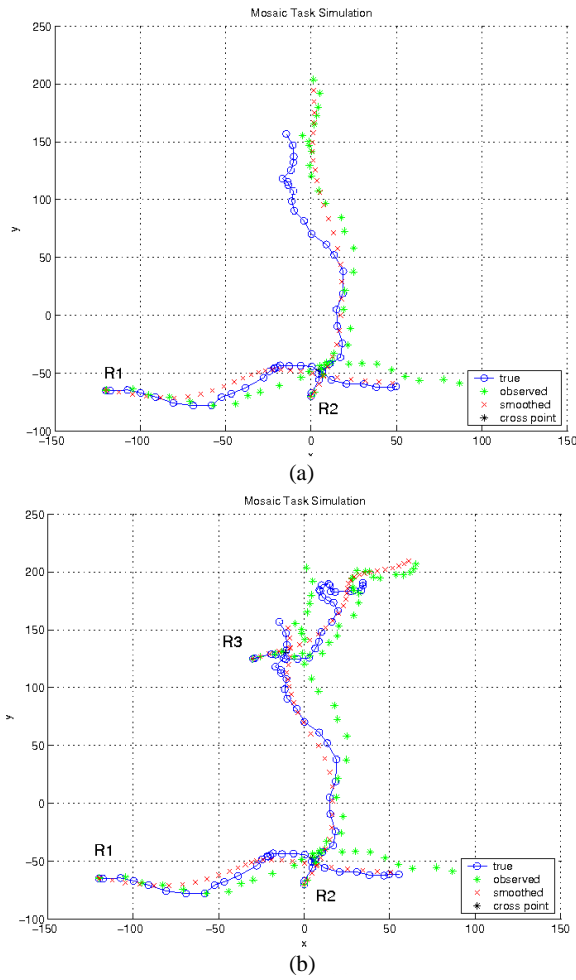 Mosaic Task Simulation
250
200
150
100
50
0
−50
−100
y
R1
R2
true
observed
smoothed
cross point
−150
−100
−50
0
50
100
150
x
(a)
Mosaic Task Simulation
250
200
150
100
50
0
−50
−100
y
R3
R1
R2
true
observed
smoothed
cross point
−150
−100
−50
0
50
100
150
x
(b)